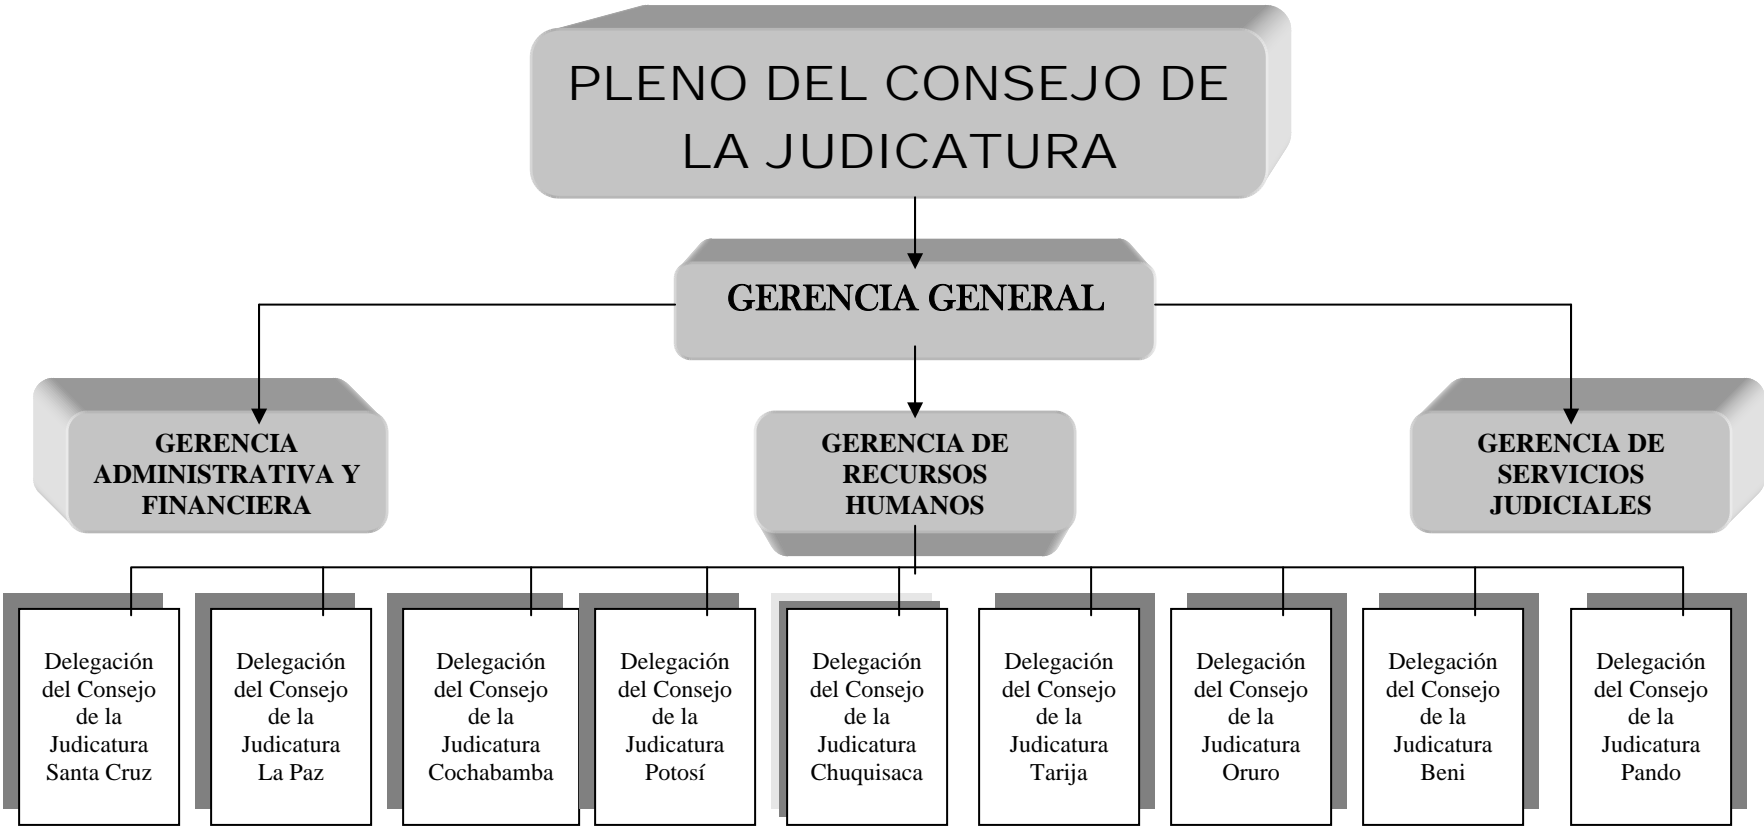 PLENO DEL CONSEJO DE
LA JUDICATURA
GERENCIA GENERAL
GERENCIA
ADMINISTRATIVA Y
FINANCIERA
GERENCIA DE
RECURSOS
HUMANOS
GERENCIA DE
SERVICIOS
JUDICIALES
Delegación
del Consejo
de la
Judicatura
Santa Cruz
Delegación
del Consejo
de la
Judicatura
La Paz
Delegación
del Consejo
de la
Judicatura
Cochabamba
Delegación
del Consejo
de la
Judicatura
Potosí
Delegación
del Consejo
de la
Judicatura
Chuquisaca
Delegación
del Consejo
de la
Judicatura
Tarija
Delegación
del Consejo
de la
Judicatura
Oruro
Delegación
del Consejo
de la
Judicatura
Beni
Delegación
del Consejo
de la
Judicatura
Pando